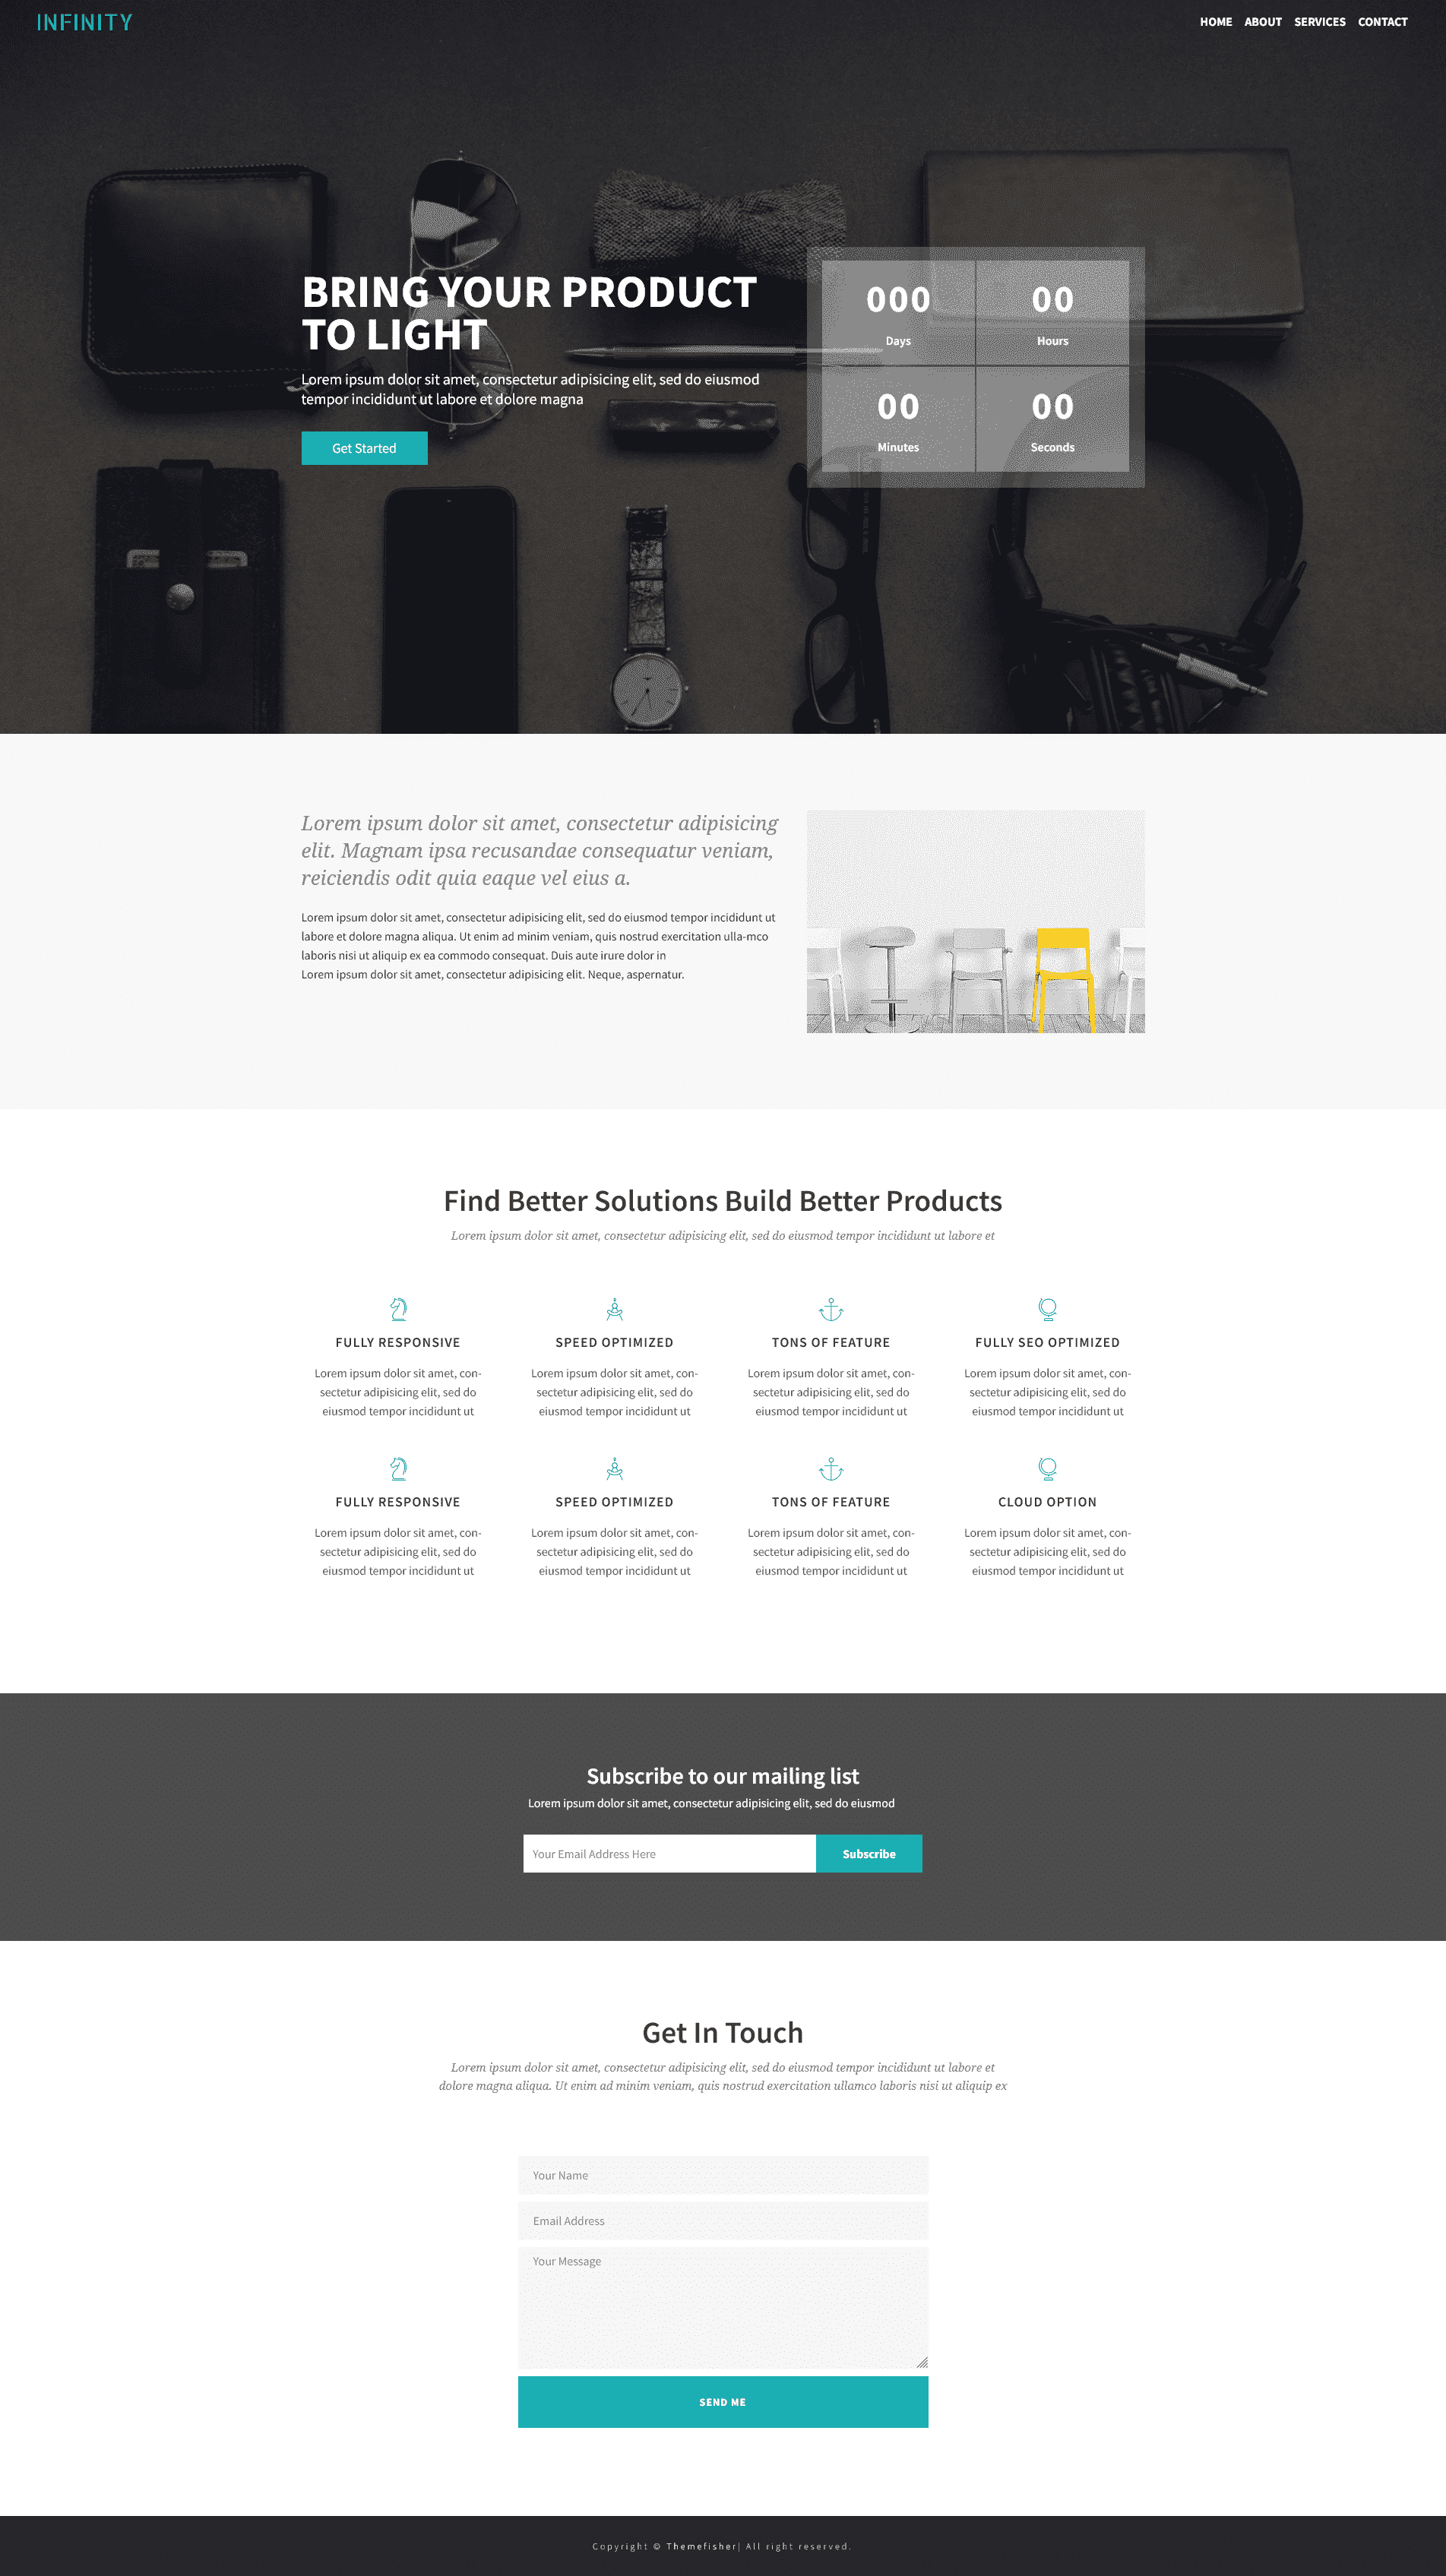 INFINITY
HOME ABOUT SERVICES CONTACT
BRING YOUR PRODUCT
TO LIGHT
Lorem ipsum dolor sit amet, consectetur adipisicing elit, sed do eiusmod
tempor incididunt ut labore et dolore magna
Get Started
000 00
Days Hours
00 00
Minutes Seconds
Lorem ipsum dolor sit amet, consectetur adipisicing
elit. Magnam ipsa recusandae consequatur veniam,
reiciendis odit quia eaque vel eius a.
Lorem ipsum dolor sit amet, consectetur adipisicing elit, sed do eiusmod tempor incididunt ut
labore et dolore magna aliqua. Ut enim ad minim veniam, quis nostrud exercitation ulla-mco
laboris nisi ut aliquip ex ea commodo consequat. Duis aute irure dolor in
Lorem ipsum dolor sit amet, consectetur adipisicing elit. Neque, aspernatur.
Find Better Solutions Build Better Products
Lorem ipsum dolor sit amet, consectetur adipisicing elit, sed do eiusmod tempor incididunt ut labore et
FULLY RESPONSIVE
Lorem ipsum dolor sit amet, con-
sectetur adipisicing elit, sed do
eiusmod tempor incididunt ut
SPEED OPTIMIZED
Lorem ipsum dolor sit amet, con-
sectetur adipisicing elit, sed do
eiusmod tempor incididunt ut
TONS OF FEATURE
Lorem ipsum dolor sit amet, con-
sectetur adipisicing elit, sed do
eiusmod tempor incididunt ut
FULLY SEO OPTIMIZED
Lorem ipsum dolor sit amet, con-
sectetur adipisicing elit, sed do
eiusmod tempor incididunt ut
FULLY RESPONSIVE
Lorem ipsum dolor sit amet, con-
sectetur adipisicing elit, sed do
eiusmod tempor incididunt ut
SPEED OPTIMIZED
Lorem ipsum dolor sit amet, con-
sectetur adipisicing elit, sed do
eiusmod tempor incididunt ut
TONS OF FEATURE
Lorem ipsum dolor sit amet, con-
sectetur adipisicing elit, sed do
eiusmod tempor incididunt ut
CLOUD OPTION
Lorem ipsum dolor sit amet, con-
sectetur adipisicing elit, sed do
eiusmod tempor incididunt ut
Subscribe to our mailing list
Lorem ipsum dolor sit amet, consectetur adipisicing elit, sed do eiusmod
Your Email Address Here Subscribe
Get In Touch
Lorem ipsum dolor sit amet, consectetur adipisicing elit, sed do eiusmod tempor incididunt ut labore et
dolore magna aliqua. Ut enim ad minim veniam, quis nostrud exercitation ullamco laboris nisi ut aliquip ex
Your Name
Email Address
Your Message
SEND ME
Copyright © Themefisher| All right reserved.